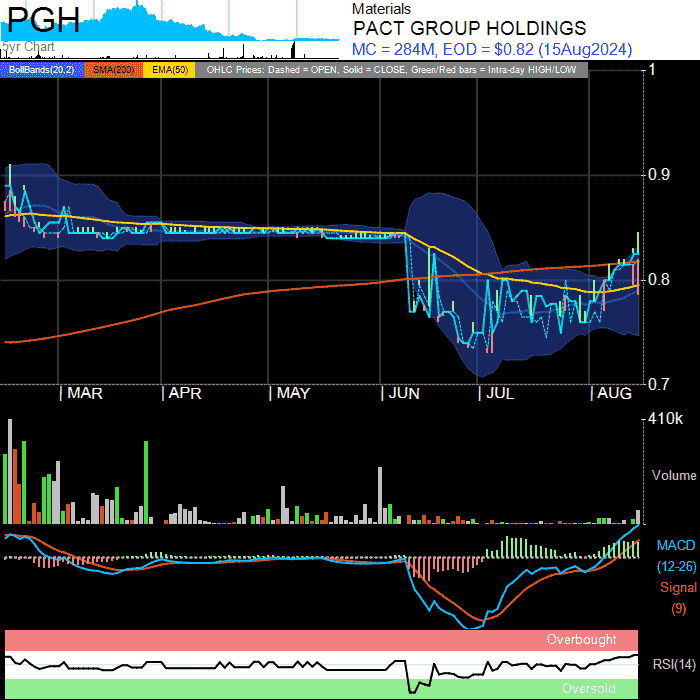 PGH
5yr Chart
Materials
PACT GROUP HOLDINGS
MC = 284M, EOD = $0.82 (15Aug2024)
BollBands(20,2) SMA(200) EMA(50) OHLC Prices: Dashed = OPEN, Solid = CLOSE, Green/Red bars = Intra-day HIGH/LOW
1
0.9
0.8
0.7
MAR APR MAY JUN JUL AUG
410k
Volume
MACD
(12-26)
Signal
(9)
Overbought
RSI(14)
Oversold